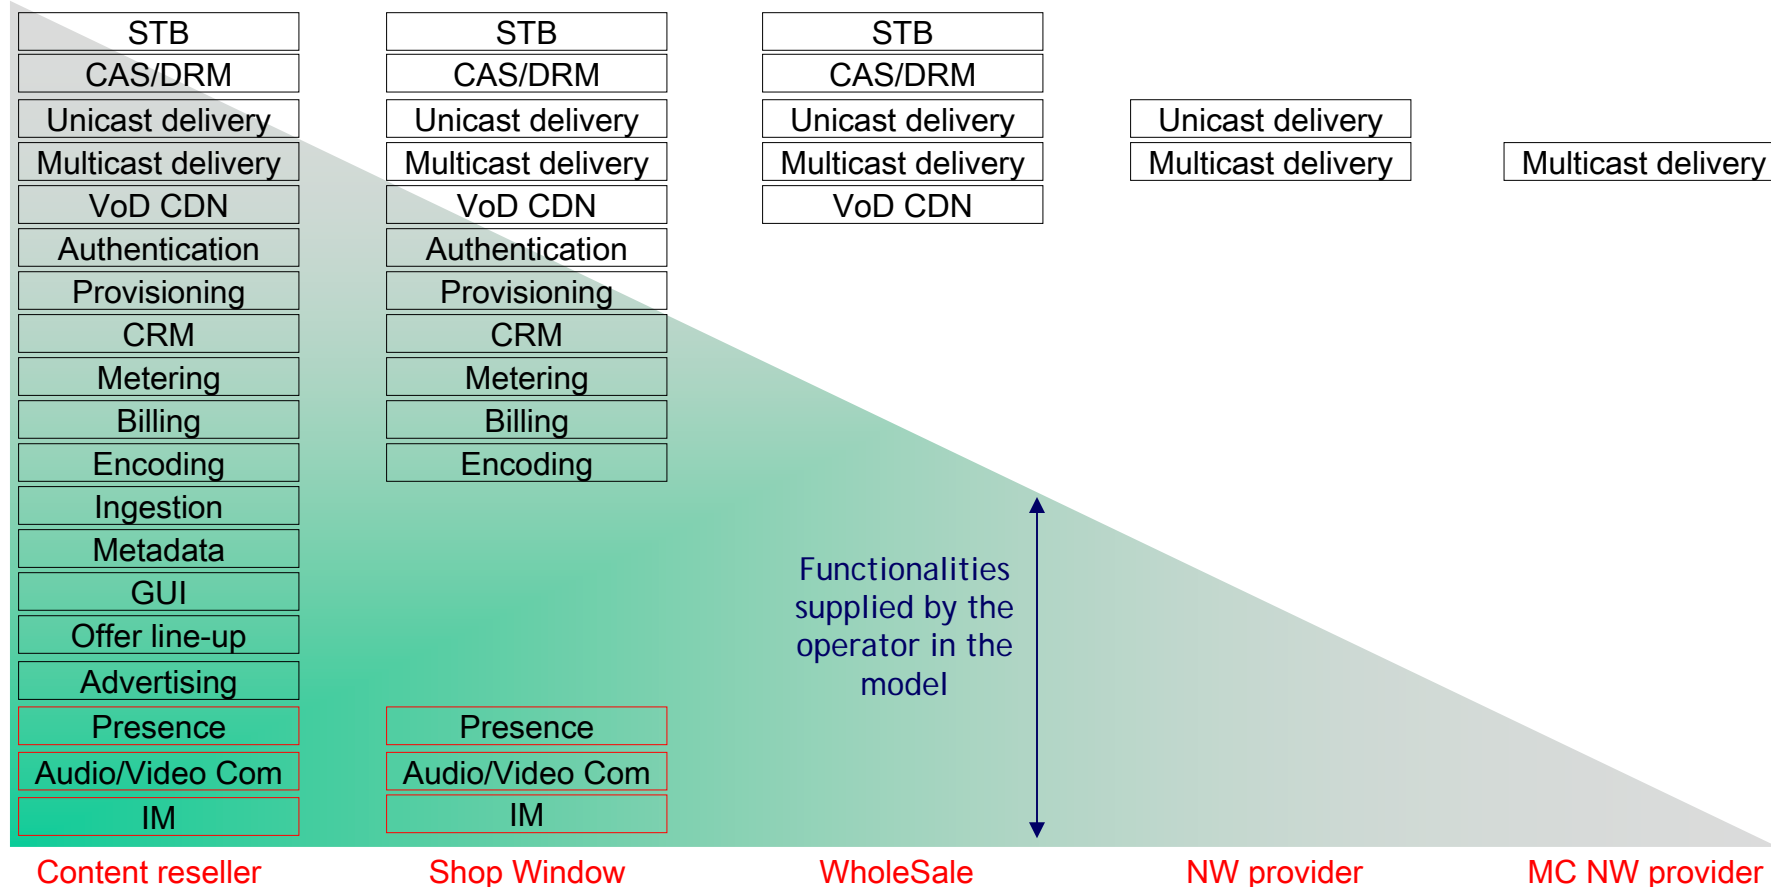 STB
CAS/DRM
Unicast delivery
Multicast delivery
VoD CDN
Authentication
Provisioning
CRM
Metering
Billing
Encoding
Ingestion
Metadata
GUI
Offer line-up
Advertising
Presence
Audio/Video Com
IM
Content reseller
STB
CAS/DRM
Unicast delivery
Multicast delivery
VoD CDN
Authentication
Provisioning
CRM
Metering
Billing
Encoding
Presence
Audio/Video Com
IM
Shop Window
STB
CAS/DRM
Unicast delivery
Multicast delivery
VoD CDN
Functionalities
supplied by the
operator in the
model
WholeSale
Unicast delivery
Multicast delivery
NW provider
Multicast delivery
MC NW provider